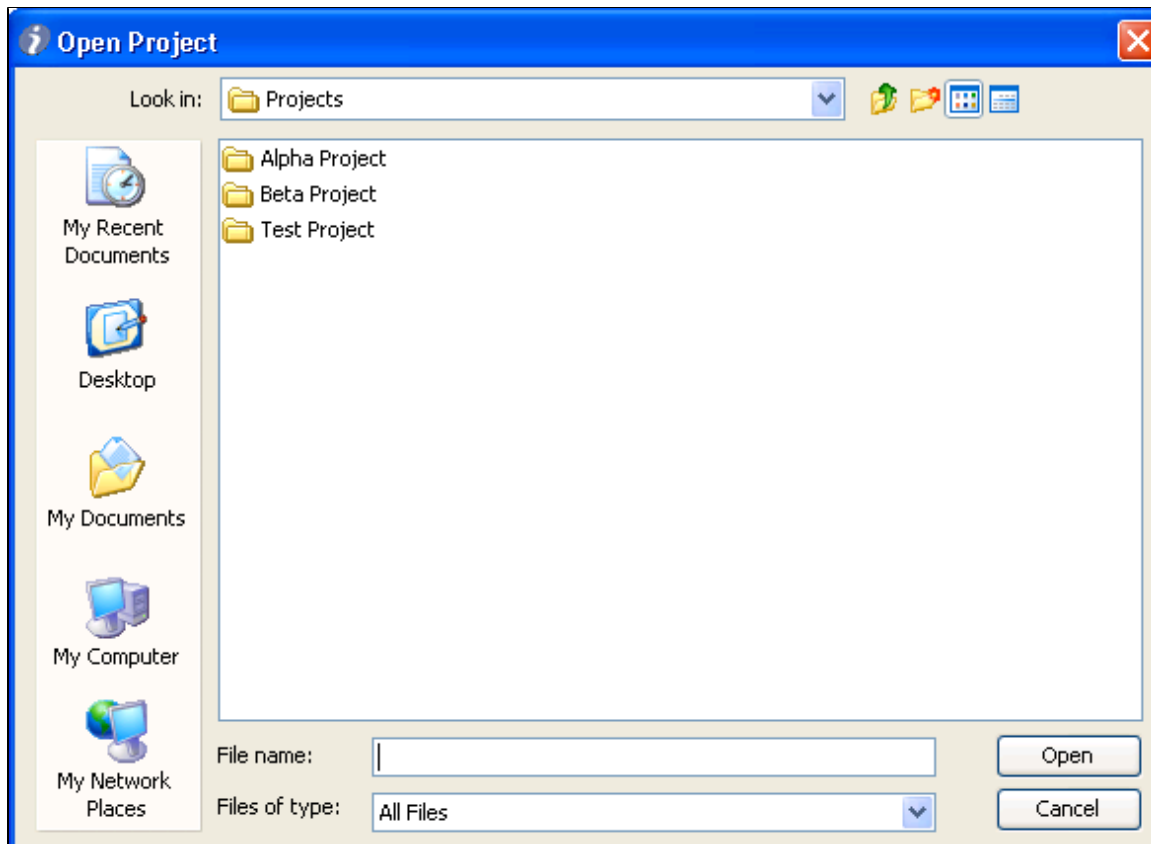 Open Project
Look in:
Projects
Alpha Project
Beta Project
Test Project
My Recent
Documents
Desktop
My Documents
My Computer
My Network
Places
File name:
Open
Files of type:
All Files
Cancel